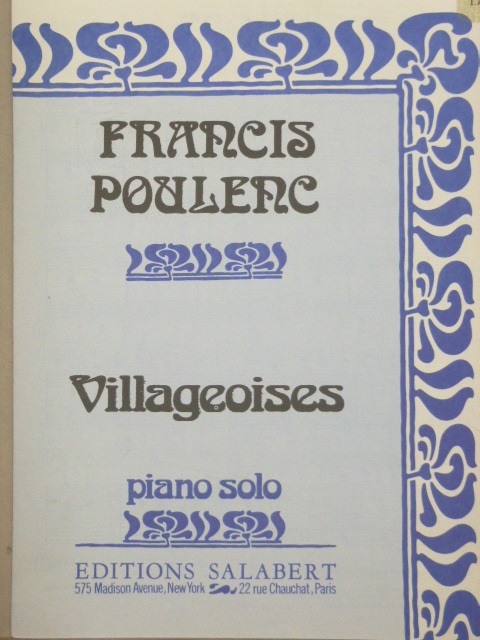 FRANCIS
POULENC
Villageoises
piano solo
EDITIONS SALABERT
575 Madison Avenue, New York 22 rue Chauchat, Paris